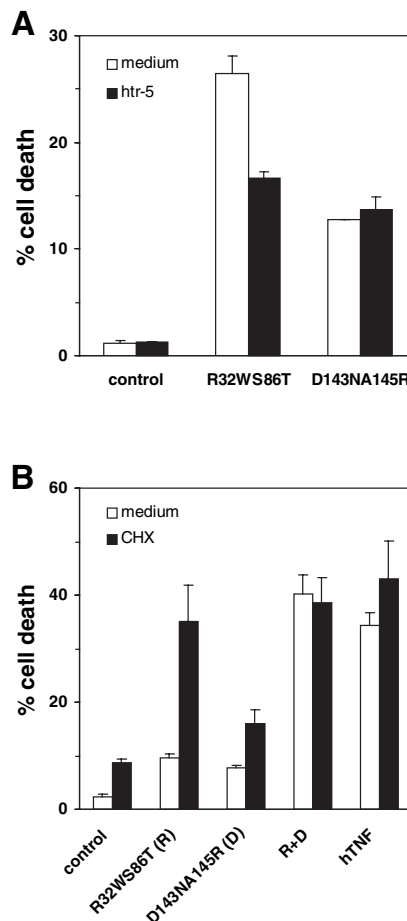 A
30
20
10
0
% cell death
medium
htr-5
control
R32WS86T
D143NA145R
B
60
40
20
0
% cell death
medium
CHX
control
R32WS86T (R)
D143NA145R (D)
R+D
hTNF